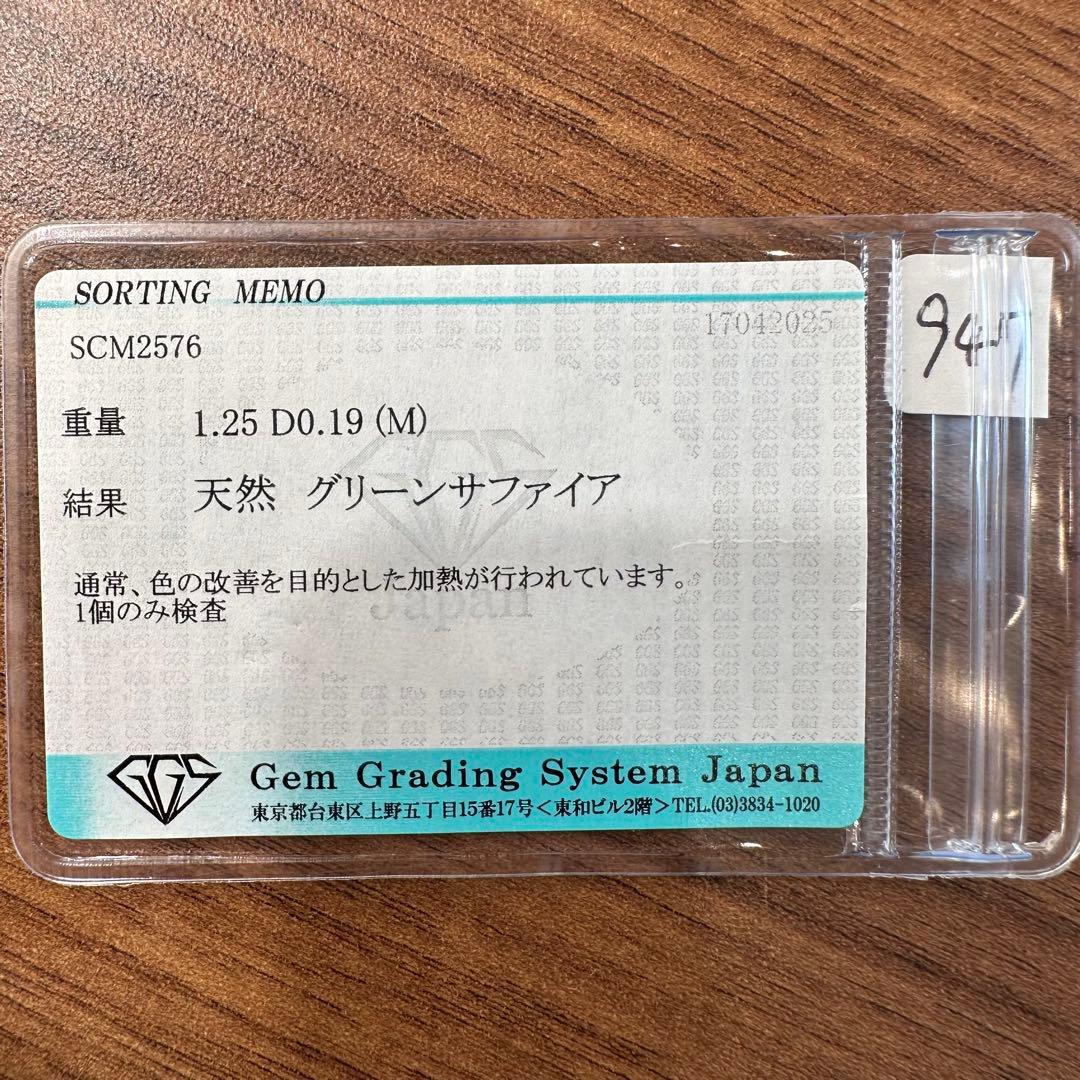 SORTING MEMO
17042025
SCM2576
945
重量 1.25 D0.19 (M)
結果 天然 グリーンサファイア
通常、色の改善を目的とした加熱が行われています。
1個のみ検査
Japan
GGS
Gem Grading System Japan
東京都台東区上野五丁目15番17号<東和ビル2階>TEL.(03)3834-1020